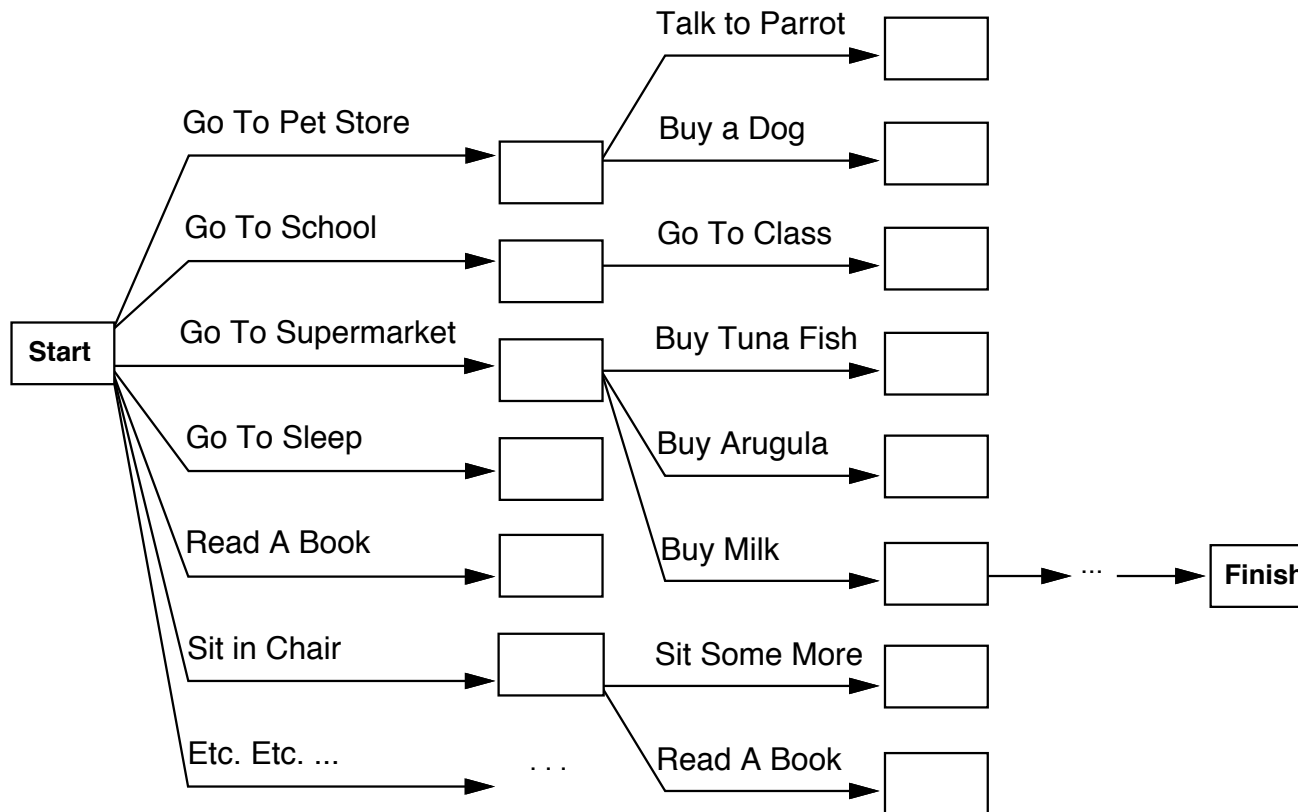 Talk to Parrot
Go To Pet Store
Buy a Dog
Go To School
Go To Class
Start
Go To Supermarket
Buy Tuna Fish
Go To Sleep
Buy Arugula
Read A Book
Buy Milk
...
Finish
Sit in Chair
Sit Some More
Etc. Etc. ...
. . .
Read A Book